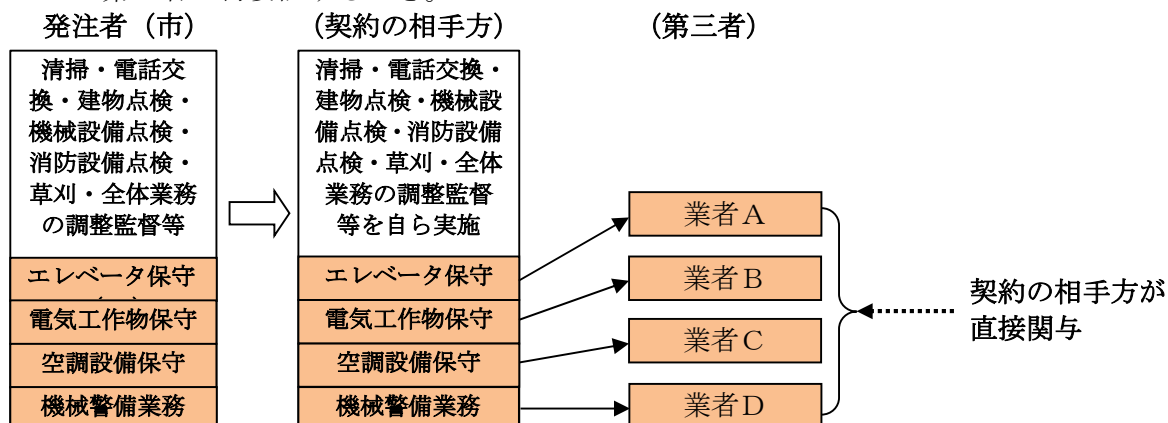 発注者（市）
（契約の相手方）
（第三者）
清掃・電話交
換・建物点検・
機械設備点検・
消防設備点検・
草刈・全体業務
の調整監督等
清掃・電話交換・
建物点検・機械設
備点検・消防設備
点検・草刈・全体
業務の調整監督
等を自ら実施
エレベータ保守
電気工作物保守
空調設備保守
機械警備業務
エレベータ保守
電気工作物保守
空調設備保守
機械警備業務
業者Ａ
業者Ｂ
業者Ｃ
業者Ｄ
契約の相手方が
直接関与